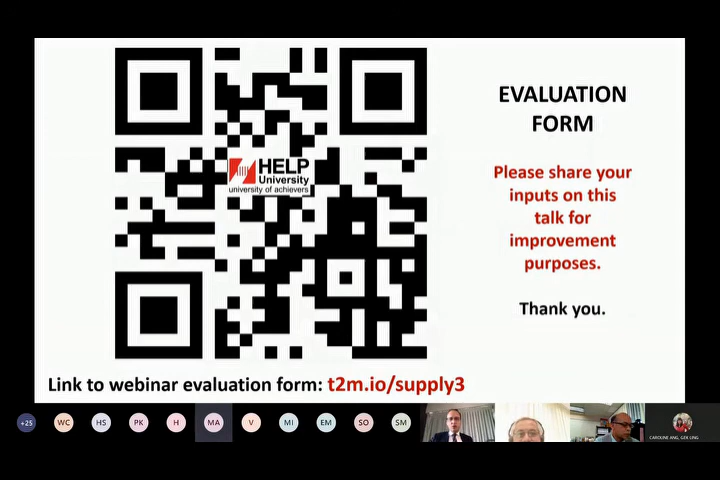 HELP
University
university of achievers
EVALUATION
FORM
Please share your
inputs on this
talk for
improvement
purposes.
Thank you.
Link to webinar evaluation form: t2m.io/supply3
+25 WC HS PK H MA V MI EM SO SM
CAROLINE ANG, GEK LING